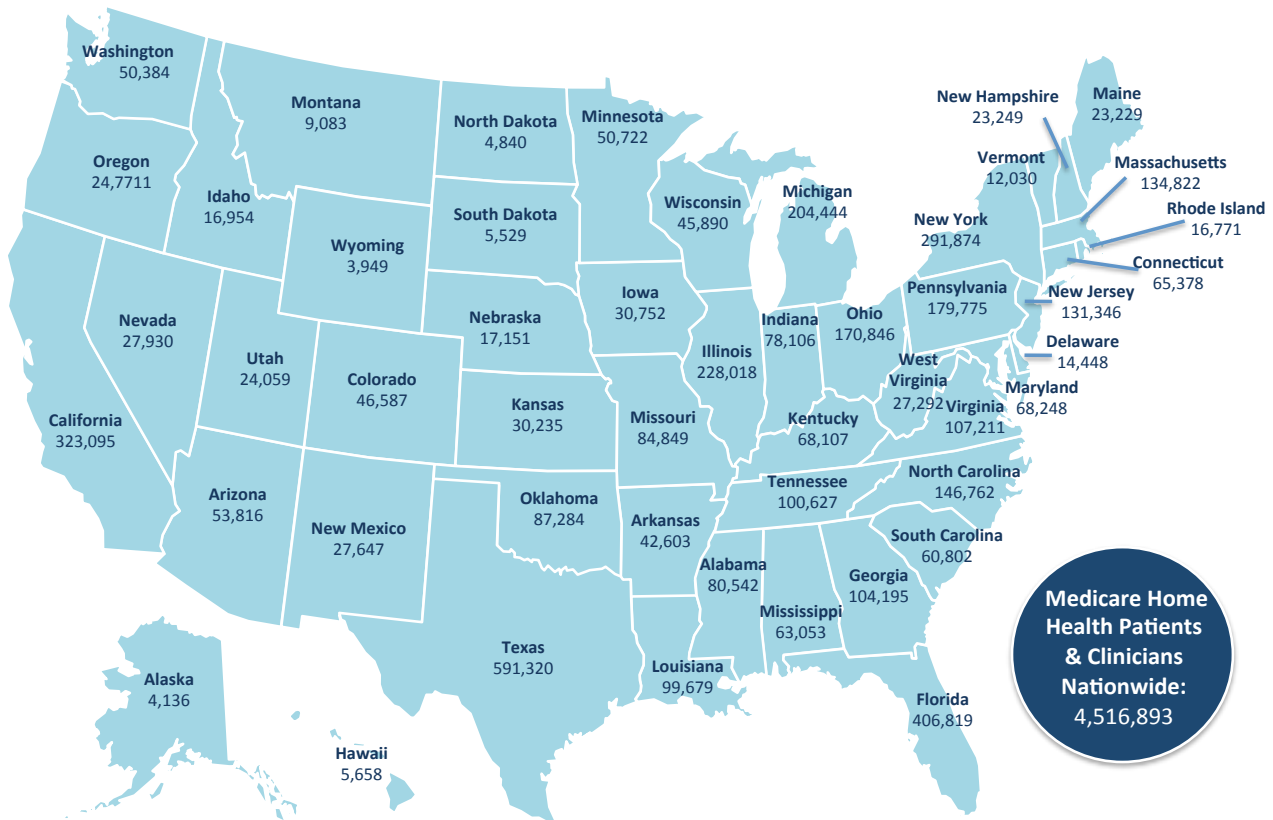 Washington
50,384
Montana
9,083
North Dakota
4,840
Minnesota
50,722
New Hampshire
23,249
Maine
23,229
Oregon
24,7711
Idaho
16,954
South Dakota
5,529
Wisconsin
45,890
Michigan
204,444
Vermont
12,030
Massachusetts
134,822
New York
291,874
Rhode Island
16,771
Wyoming
3,949
Connecticut
65,378
Iowa
30,752
Pennsylvania
179,775
New Jersey
131,346
Nevada
27,930
Nebraska
17,151
Indiana
78,106
Ohio
170,846
Utah
24,059
Illinois
228,018
Delaware
14,448
Colorado
46,587
Kansas
30,235
West
Virginia
27,292
Maryland
68,248
California
323,095
Missouri
84,849
Kentucky
68,107
Virginia
107,211
Arizona
53,816
New Mexico
27,647
Oklahoma
87,284
Arkansas
42,603
Tennessee
100,627
North Carolina
146,762
South Carolina
60,802
Alabama
80,542
Mississippi
63,053
Georgia
104,195
Texas
591,320
Louisiana
99,679
Florida
406,819
Alaska
4,136
Hawaii
5,658
Medicare Home
Health Patients
& Clinicians
Nationwide:
4,516,893